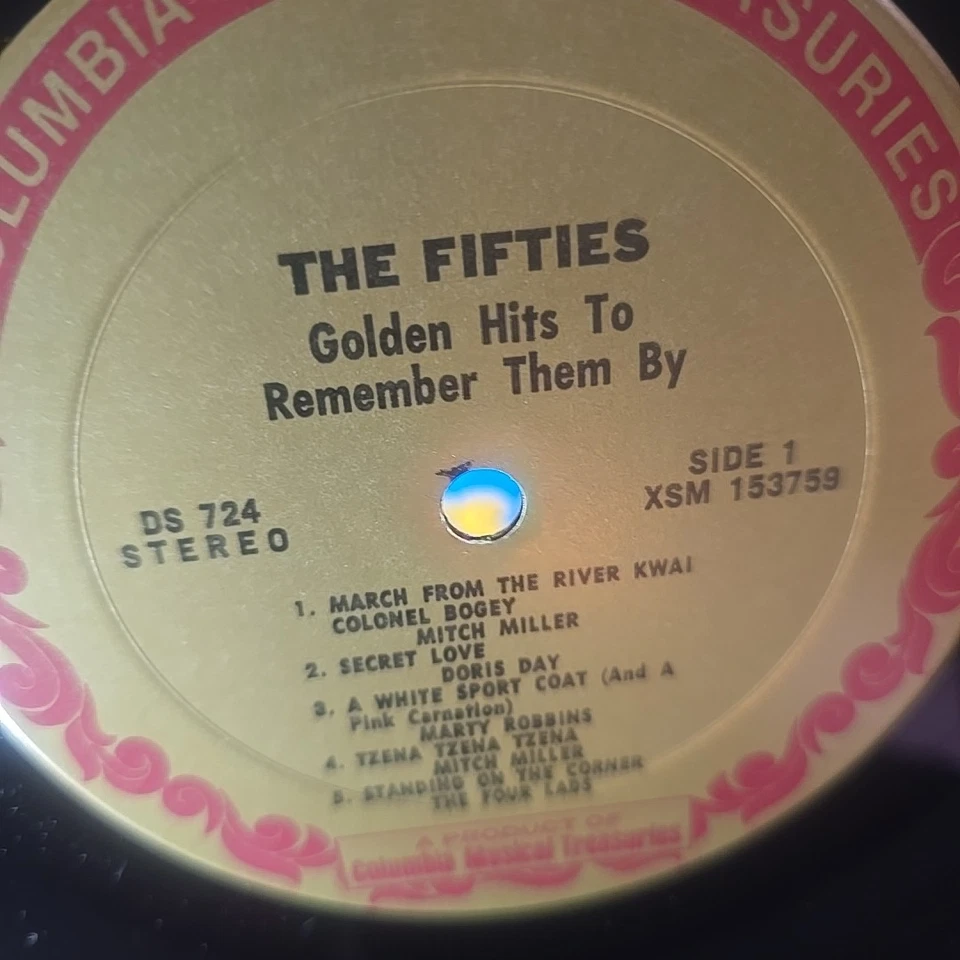 COLUMBIA
ASURIES
THE FIFTIES
Golden Hits To
Remember Them By
SIDE 1
XSM 153759
DS 724
STEREO
1. MARCH FROM THE RIVER KWAI
COLONEL BOGEY
MITCH MILLER
2. SECRET LOVE
DORIS DAY
3. A WHITE SPORT COAT (And A
Pink Carnation)
MARTY ROBBINS
4. TZENA TZENA TZENA
MITCH MILLER
5. STANDING ON THE CORNER
THE FOUR LADS
A PRODUCT OF
Columbia Musical Treasuries